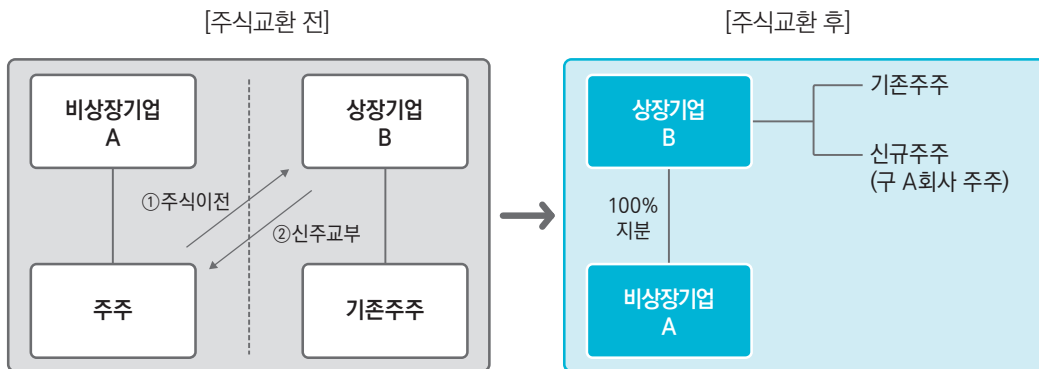 [주식교환 전]
비상장기업
A
상장기업
B
①주식이전
②신주교부
주주
기존주주
[주식교환 후]
상장기업
B
기존주주
신규주주
(구 A회사 주주)
100%
지분
비상장기업
A